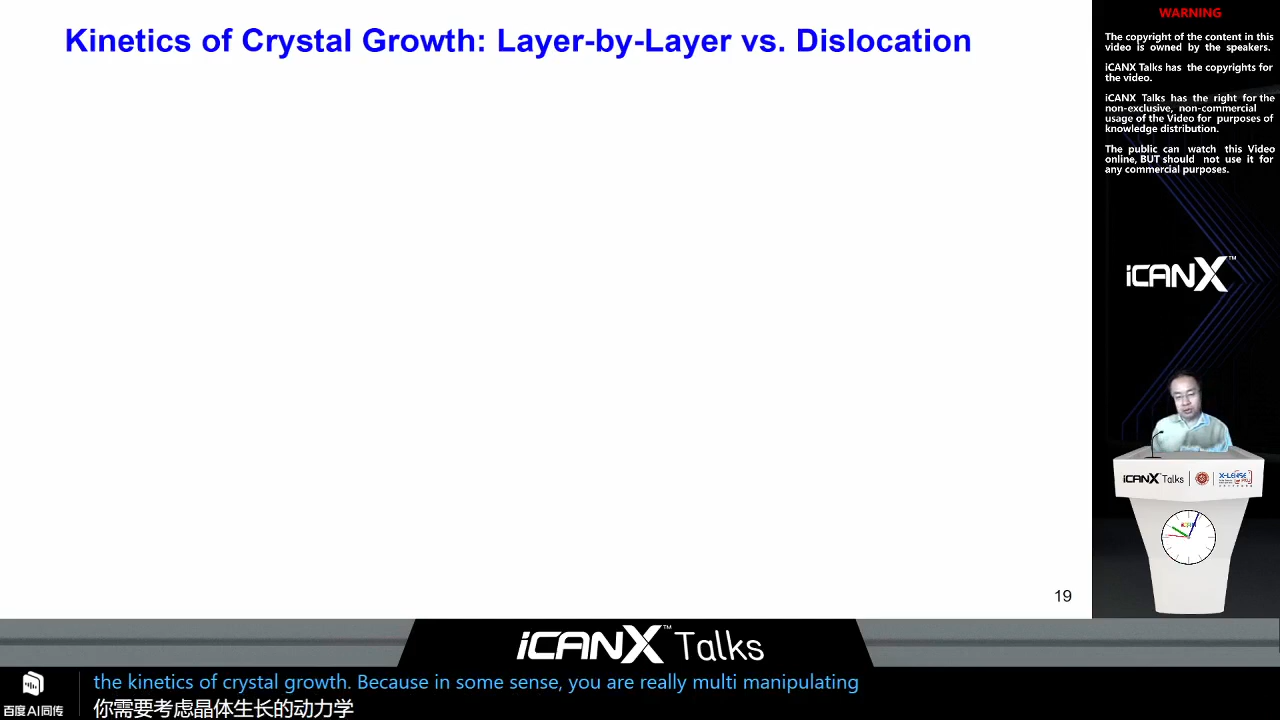 Kinetics of Crystal Growth: Layer-by-Layer vs. Dislocation
19
WARNING
The copyright of the content in this
video is owned by the speakers.
iCANX Talks has the copyrights for
the video.
iCANX Talks has the right for the
non-exclusive, non-commercial
usage of the Video for purposes of
knowledge distribution.
The public can watch this Video
online, BUT should not use it for
any commercial purposes.
iCANX™
iCANX Talks
X-LENSE
iCANX™ Talks
the kinetics of crystal growth. Because in some sense, you are really multi manipulating
你需要考虑晶体生长的动力学
百度AI同传